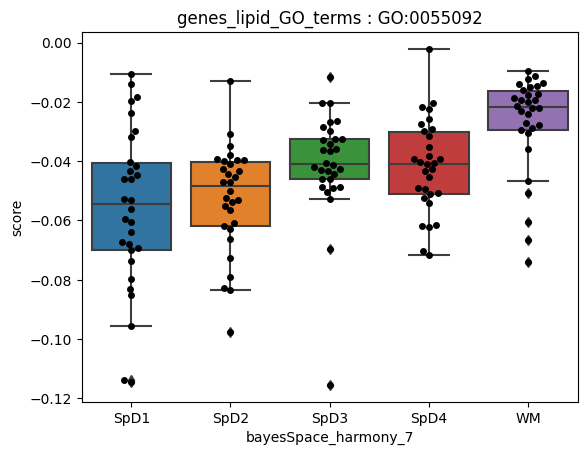 genes_lipid_GO_terms : GO:0055092
0.00
−0.02
−0.04
−0.06
−0.08
−0.10
−0.12
score
SpD1 SpD2 SpD3 SpD4 WM
bayesSpace_harmony_7